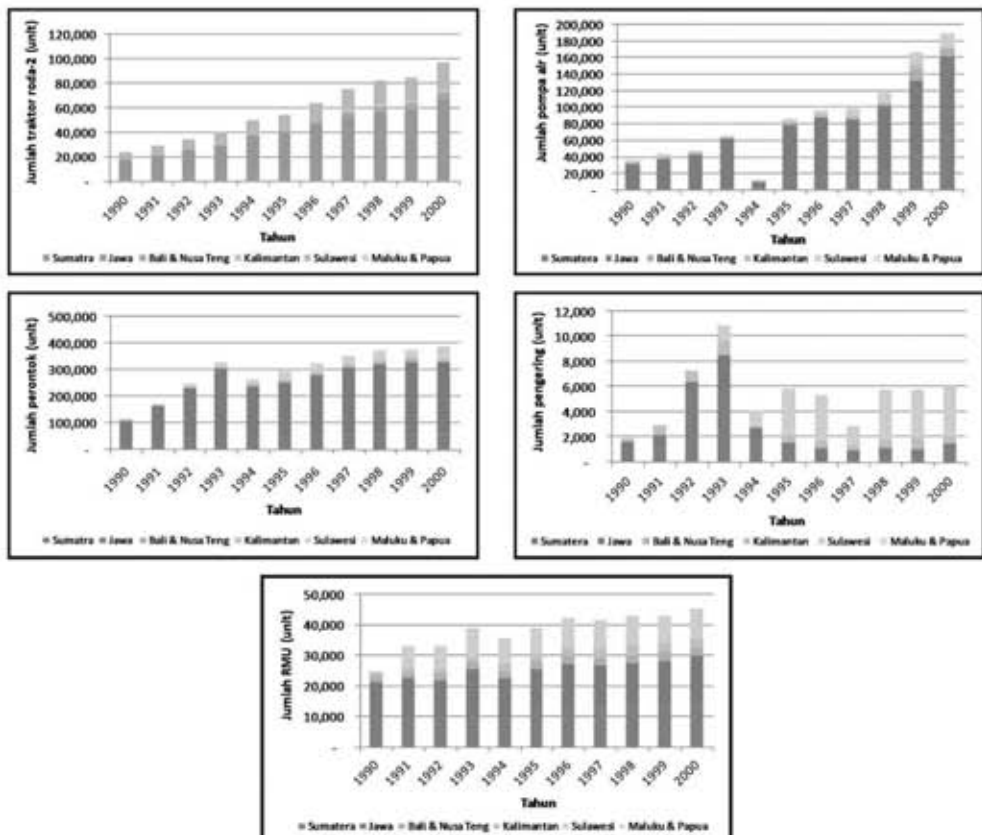 Jumlah traktor roda-2 (unit)
120,000
100,000
80,000
60,000
40,000
20,000
-
1990 1991 1992 1993 1994 1995 1996 1997 1998 1999 2000
Tahun
Sumatra Jawa Bali & Nusa Teng Kalimantan Sulawesi Maluku & Papua
Jumlah pompa air (unit)
200,000
180,000
160,000
140,000
120,000
100,000
80,000
60,000
40,000
20,000
-
1990 1991 1992 1993 1994 1995 1996 1997 1998 1999 2000
Tahun
Sumatera Jawa Bali & Nusa Teng Kalimantan Sulawesi Maluku & Papua
Jumlah perontok (unit)
500,000
400,000
300,000
200,000
100,000
-
1990 1991 1992 1993 1994 1995 1996 1997 1998 1999 2000
Tahun
Sumatra Jawa Bali & Nusa Teng Kalimantan Sulawesi Maluku & Papua
Jumlah pengering (unit)
12,000
10,000
8,000
6,000
4,000
2,000
-
1990 1991 1992 1993 1994 1995 1996 1997 1998 1999 2000
Tahun
Sumatera Jawa Bali & Nusa Teng Kalimantan Sulawesi Maluku & Papua
Jumlah RMU (unit)
50,000
40,000
30,000
20,000
10,000
-
1990 1991 1992 1993 1994 1995 1996 1997 1998 1999 2000
Tahun
Sumatera Jawa Bali & Nusa Teng Kalimantan Sulawesi Maluku & Papua